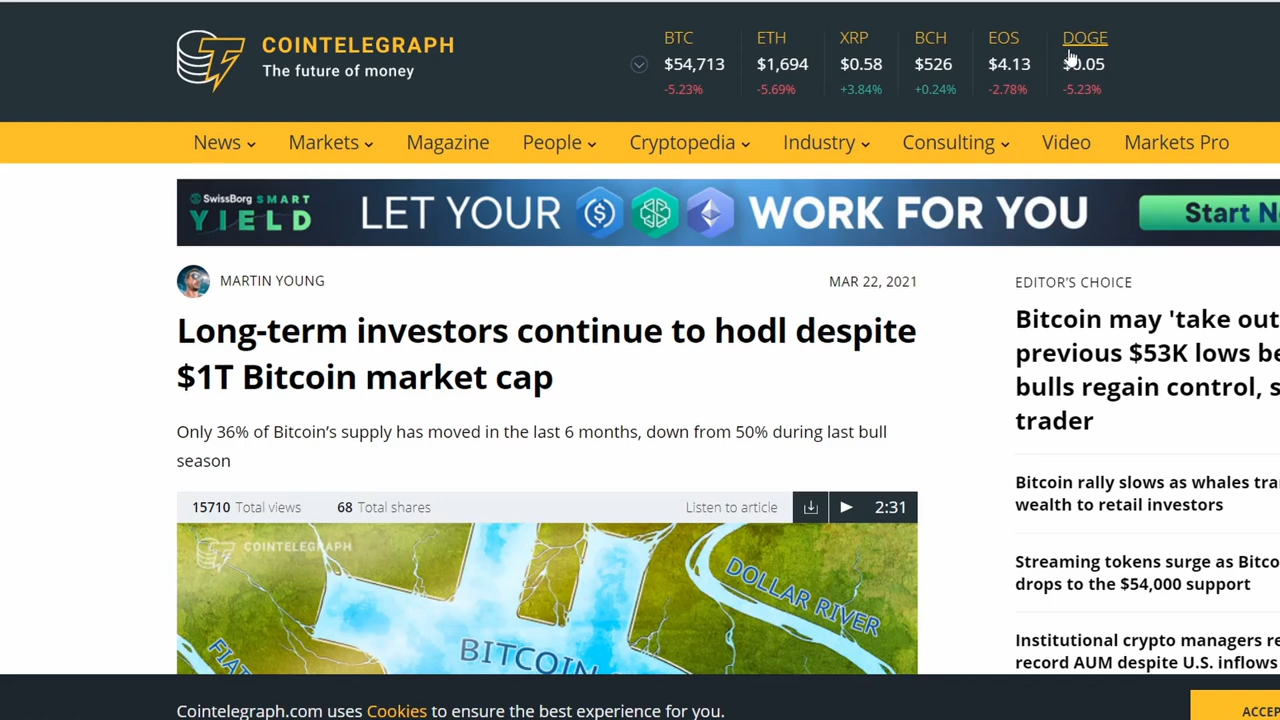 COINTELEGRAPH
The future of money
BTC ETH XRP BCH EOS DOGE
$54,713 $1,694 $0.58 $526 $4.13 $0.05
-5.23% -5.69% +3.84% +0.24% -2.78% -5.23%
News Markets Magazine People Cryptopedia Industry Consulting Video Markets Pro
SwissBorg SMART
YIELD
LET YOUR WORK FOR YOU
Start
MARTIN YOUNG
MAR 22, 2021
Long-term investors continue to hodl despite
$1T Bitcoin market cap
Only 36% of Bitcoin’s supply has moved in the last 6 months, down from 50% during last bull
season
15710 Total views 68 Total shares Listen to article 2:31
COINTELEGRAPH
DOLLAR RIVER
BITCOIN
FIAT
EDITOR’S CHOICE
Bitcoin may 'take out
previous $53K lows
bulls regain control,
trader
Bitcoin rally slows as whales
wealth to retail investors
Streaming tokens surge as
drops to the $54,000 support
Institutional crypto managers
record AUM despite U.S. inflows
Cointelegraph.com uses Cookies to ensure the best experience for you.